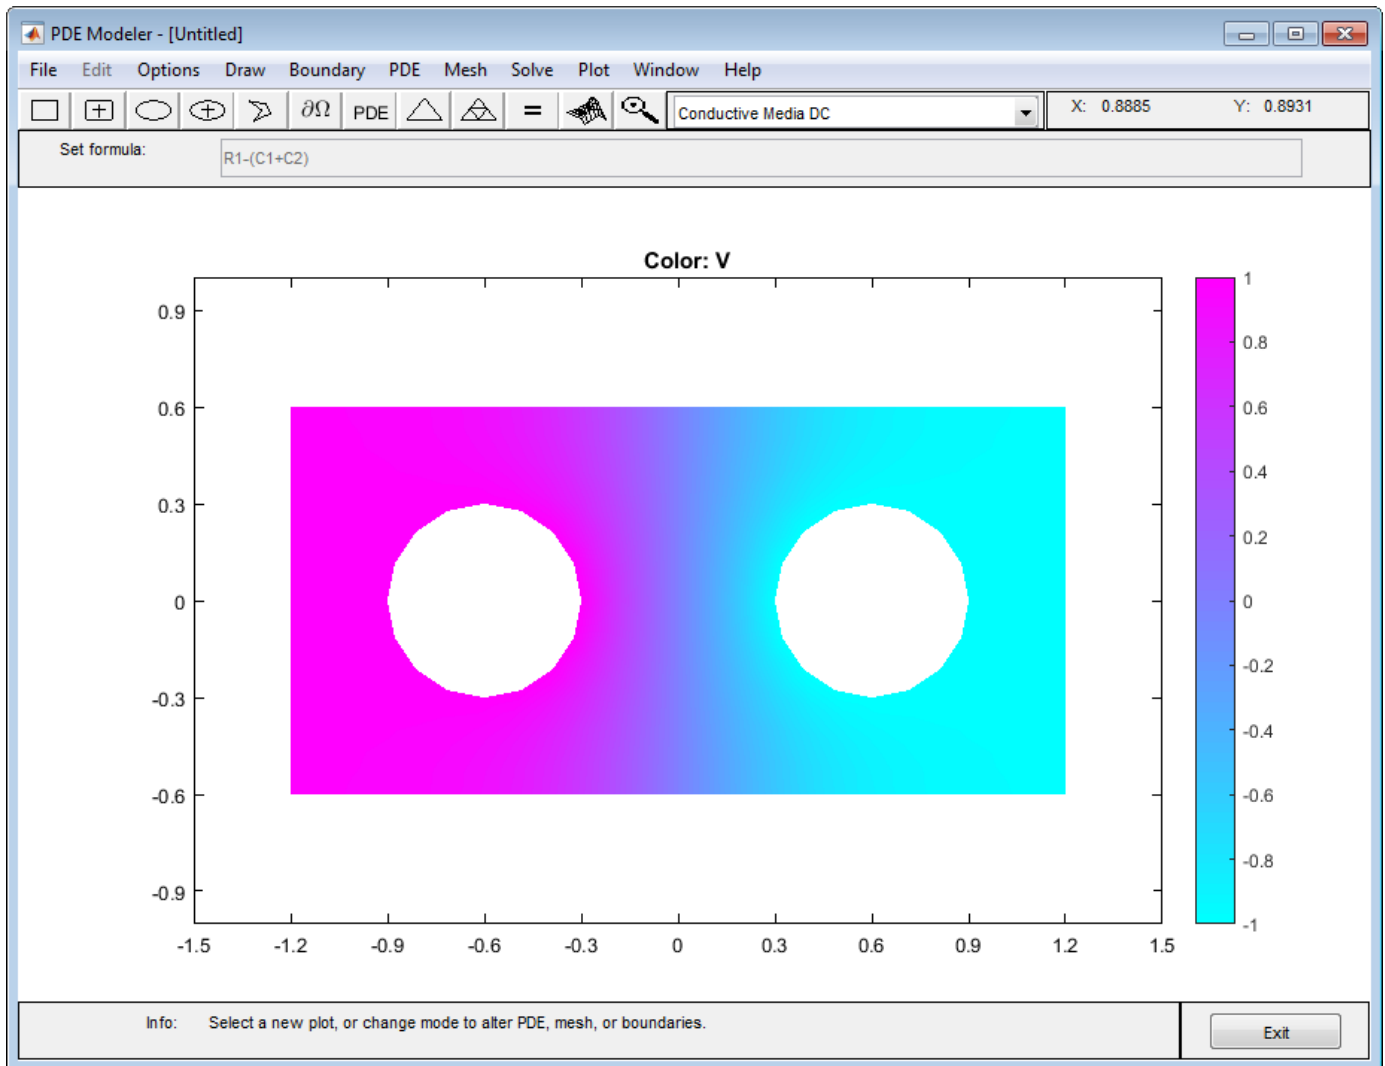 PDE Modeler - [Untitled]
File Edit Options Draw Boundary PDE Mesh Solve Plot Window Help
∂Ω PDE = Conductive Media DC X: 0.8885 Y: 0.8931
Set formula: R1-(C1+C2)
Color: V
0.9
0.6
0.3
0
-0.3
-0.6
-0.9
-1.5 -1.2 -0.9 -0.6 -0.3 0 0.3 0.6 0.9 1.2 1.5
1
0.8
0.6
0.4
0.2
0
-0.2
-0.4
-0.6
-0.8
-1
Info: Select a new plot, or change mode to alter PDE, mesh, or boundaries.
Exit